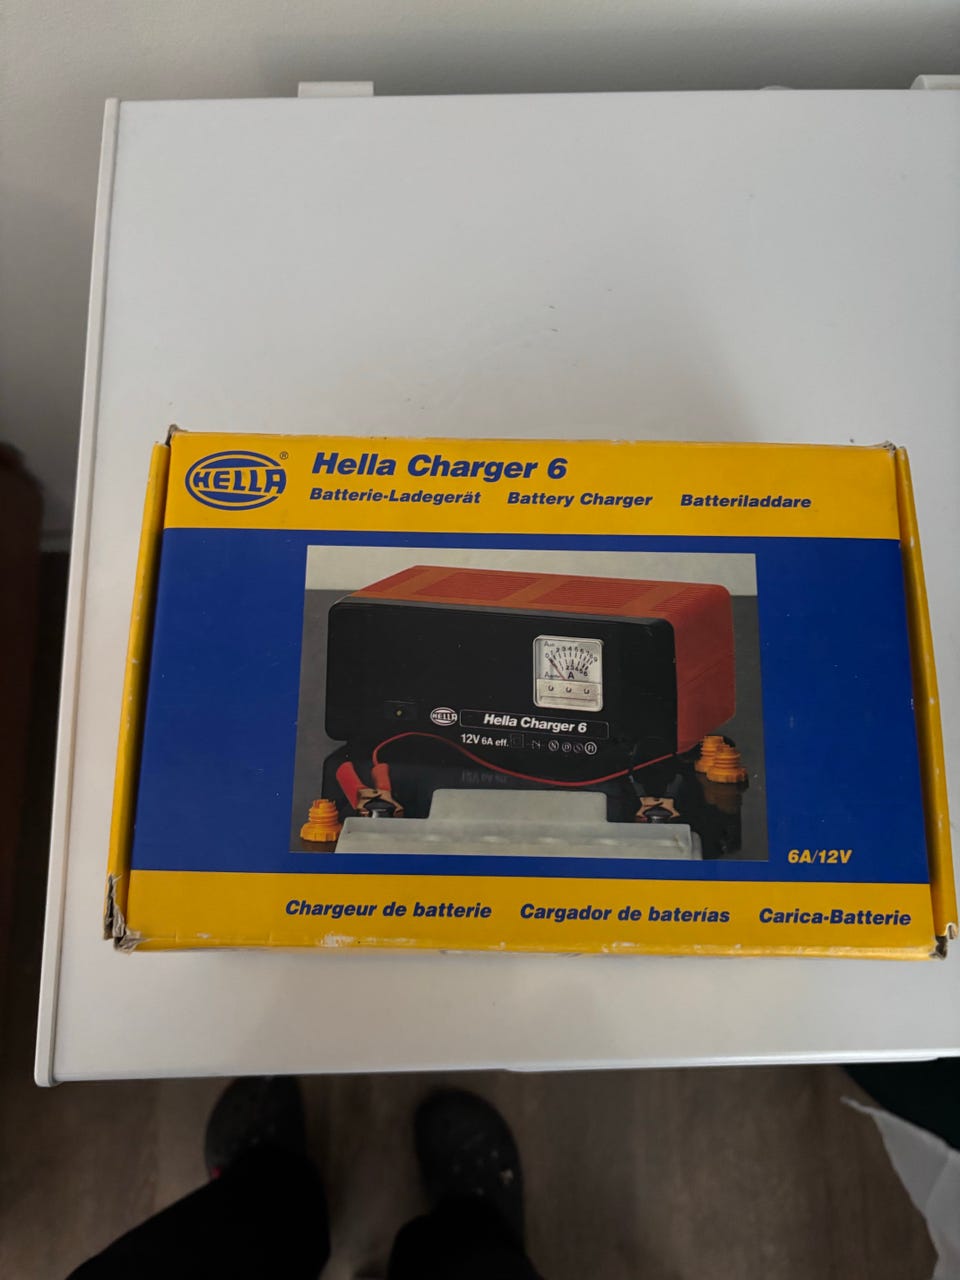 HELLA ®
Hella Charger 6
Batterie-Ladegerät Battery Charger Batteriladdare
A
HELLA
Hella Charger 6
12V 6A eff.
6A/12V
Chargeur de batterie Cargador de baterías Carica-Batterie